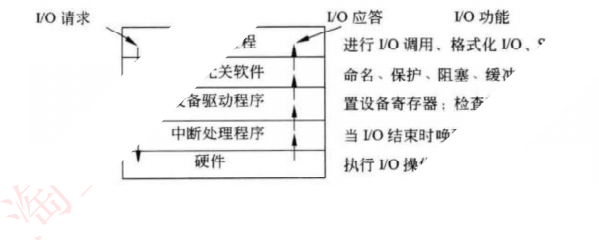 I/O 请求
I/O 应答
I/O 功能
程
进行 I/O 调用、格式化 I/O、
关软件
命名、保护、阻塞、缓冲
备驱动程序
置设备寄存器；检查
中断处理程序
当 I/O 结束时唤
硬件
执行 I/O 操作
淘